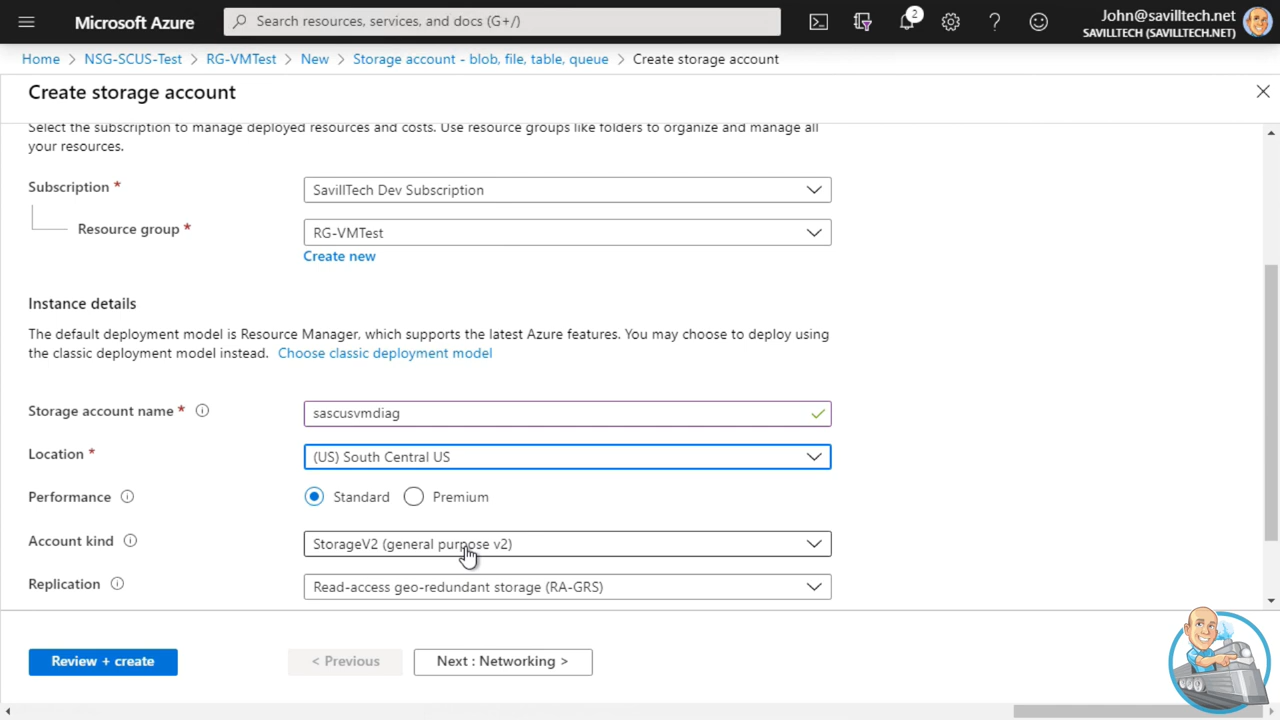 Microsoft Azure
Search resources, services, and docs (G+/)
2
John@savilltech.net
SAVILLTECH (SAVILLTECH.NET)
Home > NSG-SCUS-Test > RG-VMTest > New > Storage account - blob, file, table, queue > Create storage account
Create storage account
Select the subscription to manage deployed resources and costs. Use resource groups like folders to organize and manage all
your resources.
Subscription *
SavillTech Dev Subscription
Resource group *
RG-VMTest
Create new
Instance details
The default deployment model is Resource Manager, which supports the latest Azure features. You may choose to deploy using
the classic deployment model instead. Choose classic deployment model
Storage account name *
sascusvmdiag
Location *
(US) South Central US
Performance
Standard Premium
Account kind
StorageV2 (general purpose v2)
Replication
Read-access geo-redundant storage (RA-GRS)
Review + create
< Previous
Next : Networking >